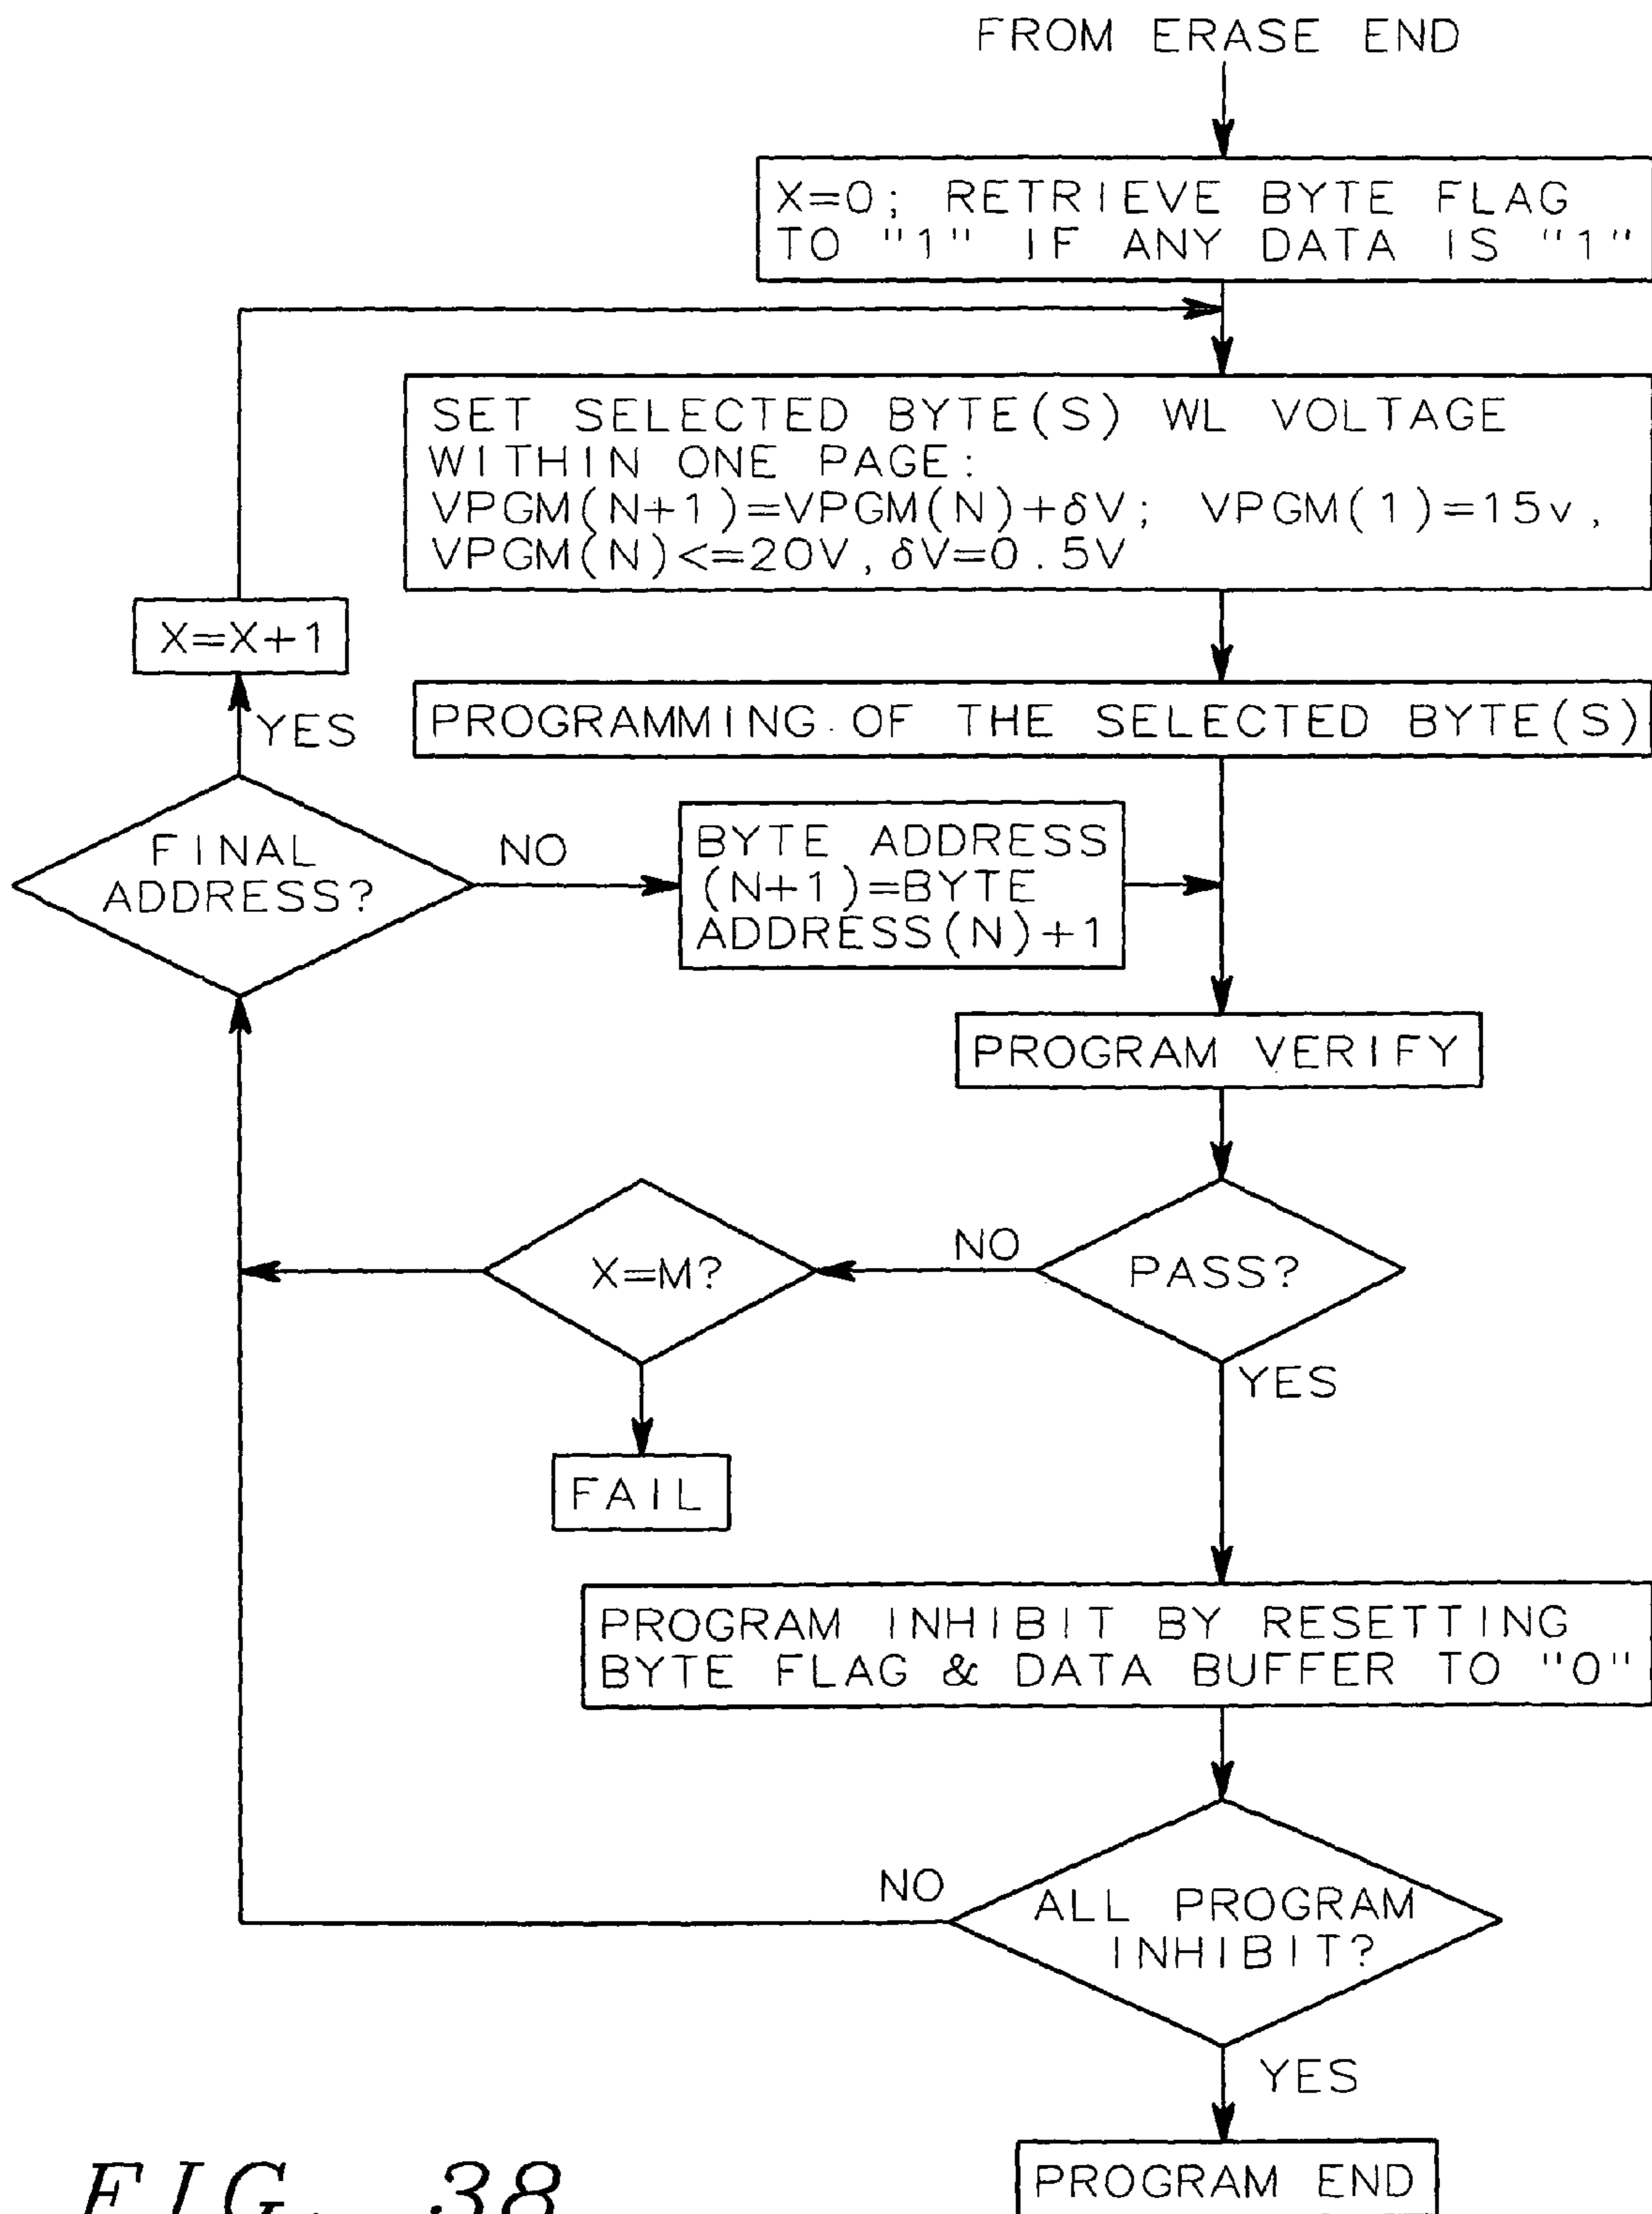 FROM ERASE END
X=0; RETRIEVE BYTE FLAG
TO "1" IF ANY DATA IS "1"
SET SELECTED BYTE(S) WL VOLTAGE
WITHIN ONE PAGE:
VPGM(N+1)=VPGM(N)+δV; VPGM(1)=15v,
VPGM(N)<=20V, δV=0.5V
X=X+1
YES
PROGRAMMING OF THE SELECTED BYTE(S)
FINAL
ADDRESS?
NO
BYTE ADDRESS
(N+1)=BYTE
ADDRESS(N)+1
PROGRAM VERIFY
X=M?
NO
PASS?
YES
FAIL
PROGRAM INHIBIT BY RESETTING
BYTE FLAG & DATA BUFFER TO "0"
NO
ALL PROGRAM
INHIBIT?
YES
PROGRAM END
FIG. 38